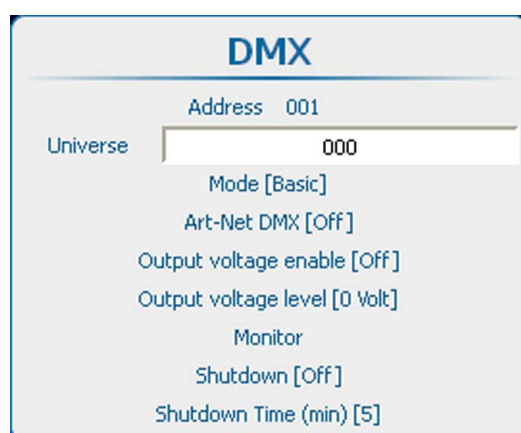 DMX
Address 001
Universe 000
Mode [Basic]
Art-Net DMX [Off]
Output voltage enable [Off]
Output voltage level [0 Volt]
Monitor
Shutdown [Off]
Shutdown Time (min) [5]